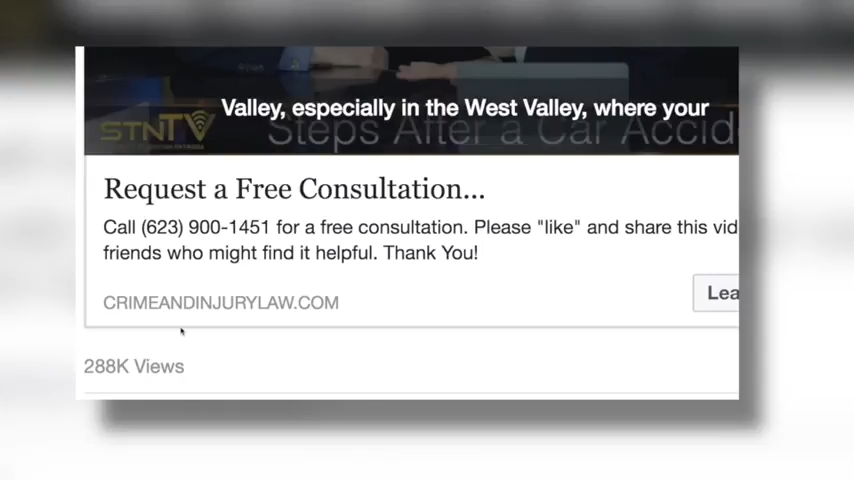 Valley, especially in the West Valley, where your
STNTV
Steps After a Car Accid
Request a Free Consultation...
Call (623) 900-1451 for a free consultation. Please "like" and share this vid
friends who might find it helpful. Thank You!
CRIMEANDINJURYLAW.COM
Lea
288K Views